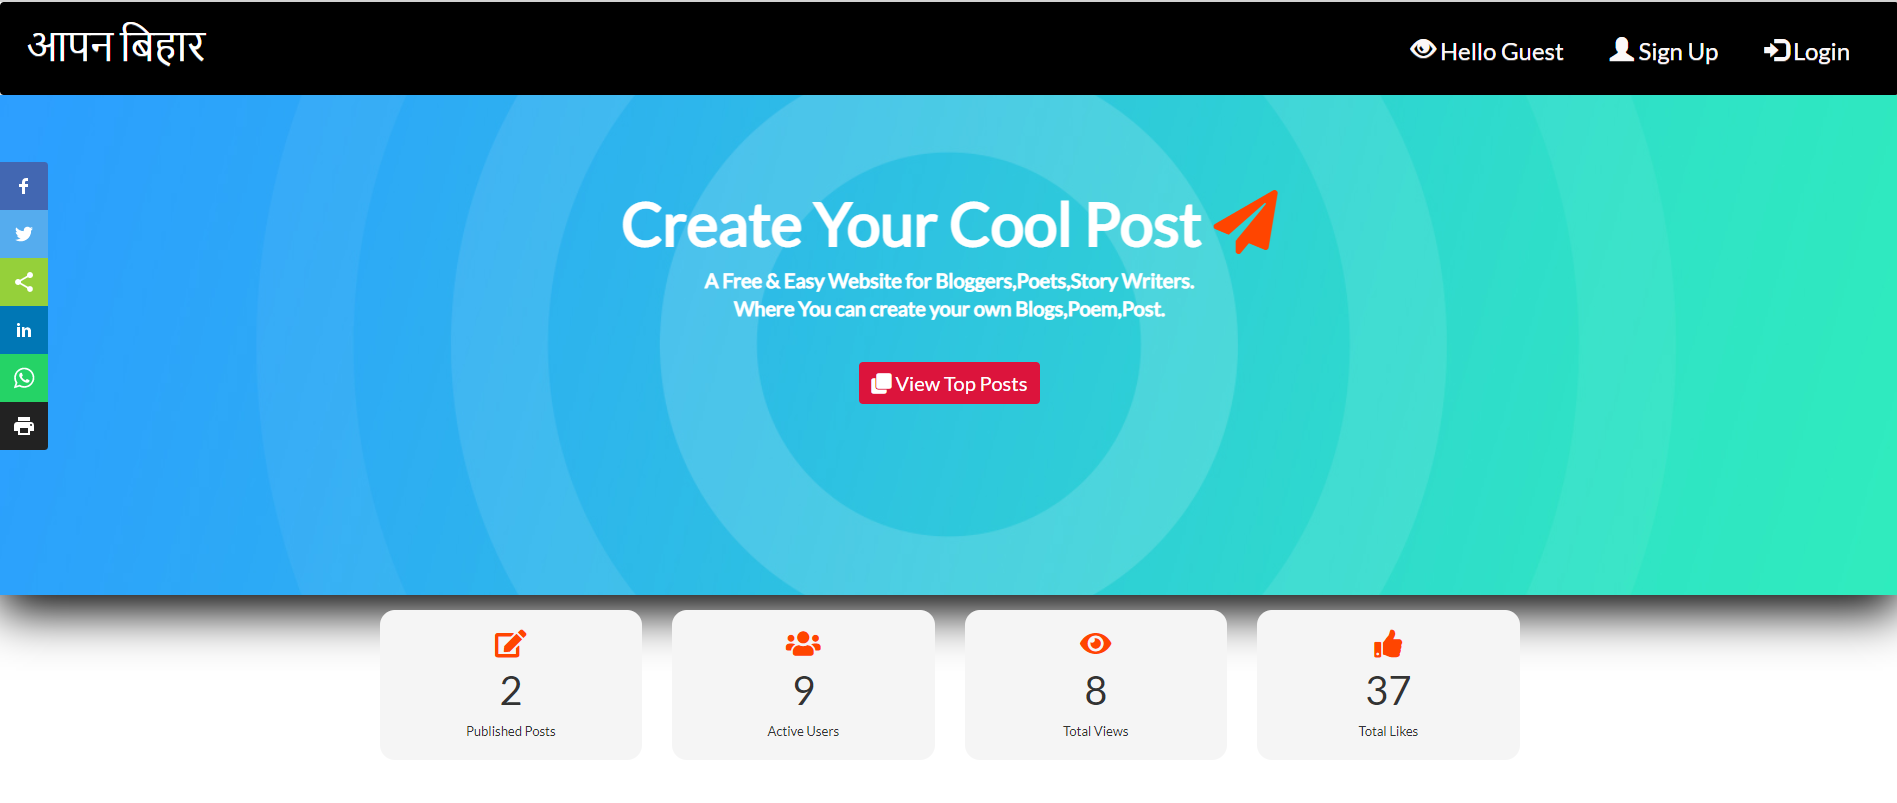 आपन बिहार
Hello Guest
Sign Up
Login
Create Your Cool Post
A Free & Easy Website for Bloggers,Poets,Story Writers.
Where You can create your own Blogs,Poem,Post.
View Top Posts
2
Published Posts
9
Active Users
8
Total Views
37
Total Likes